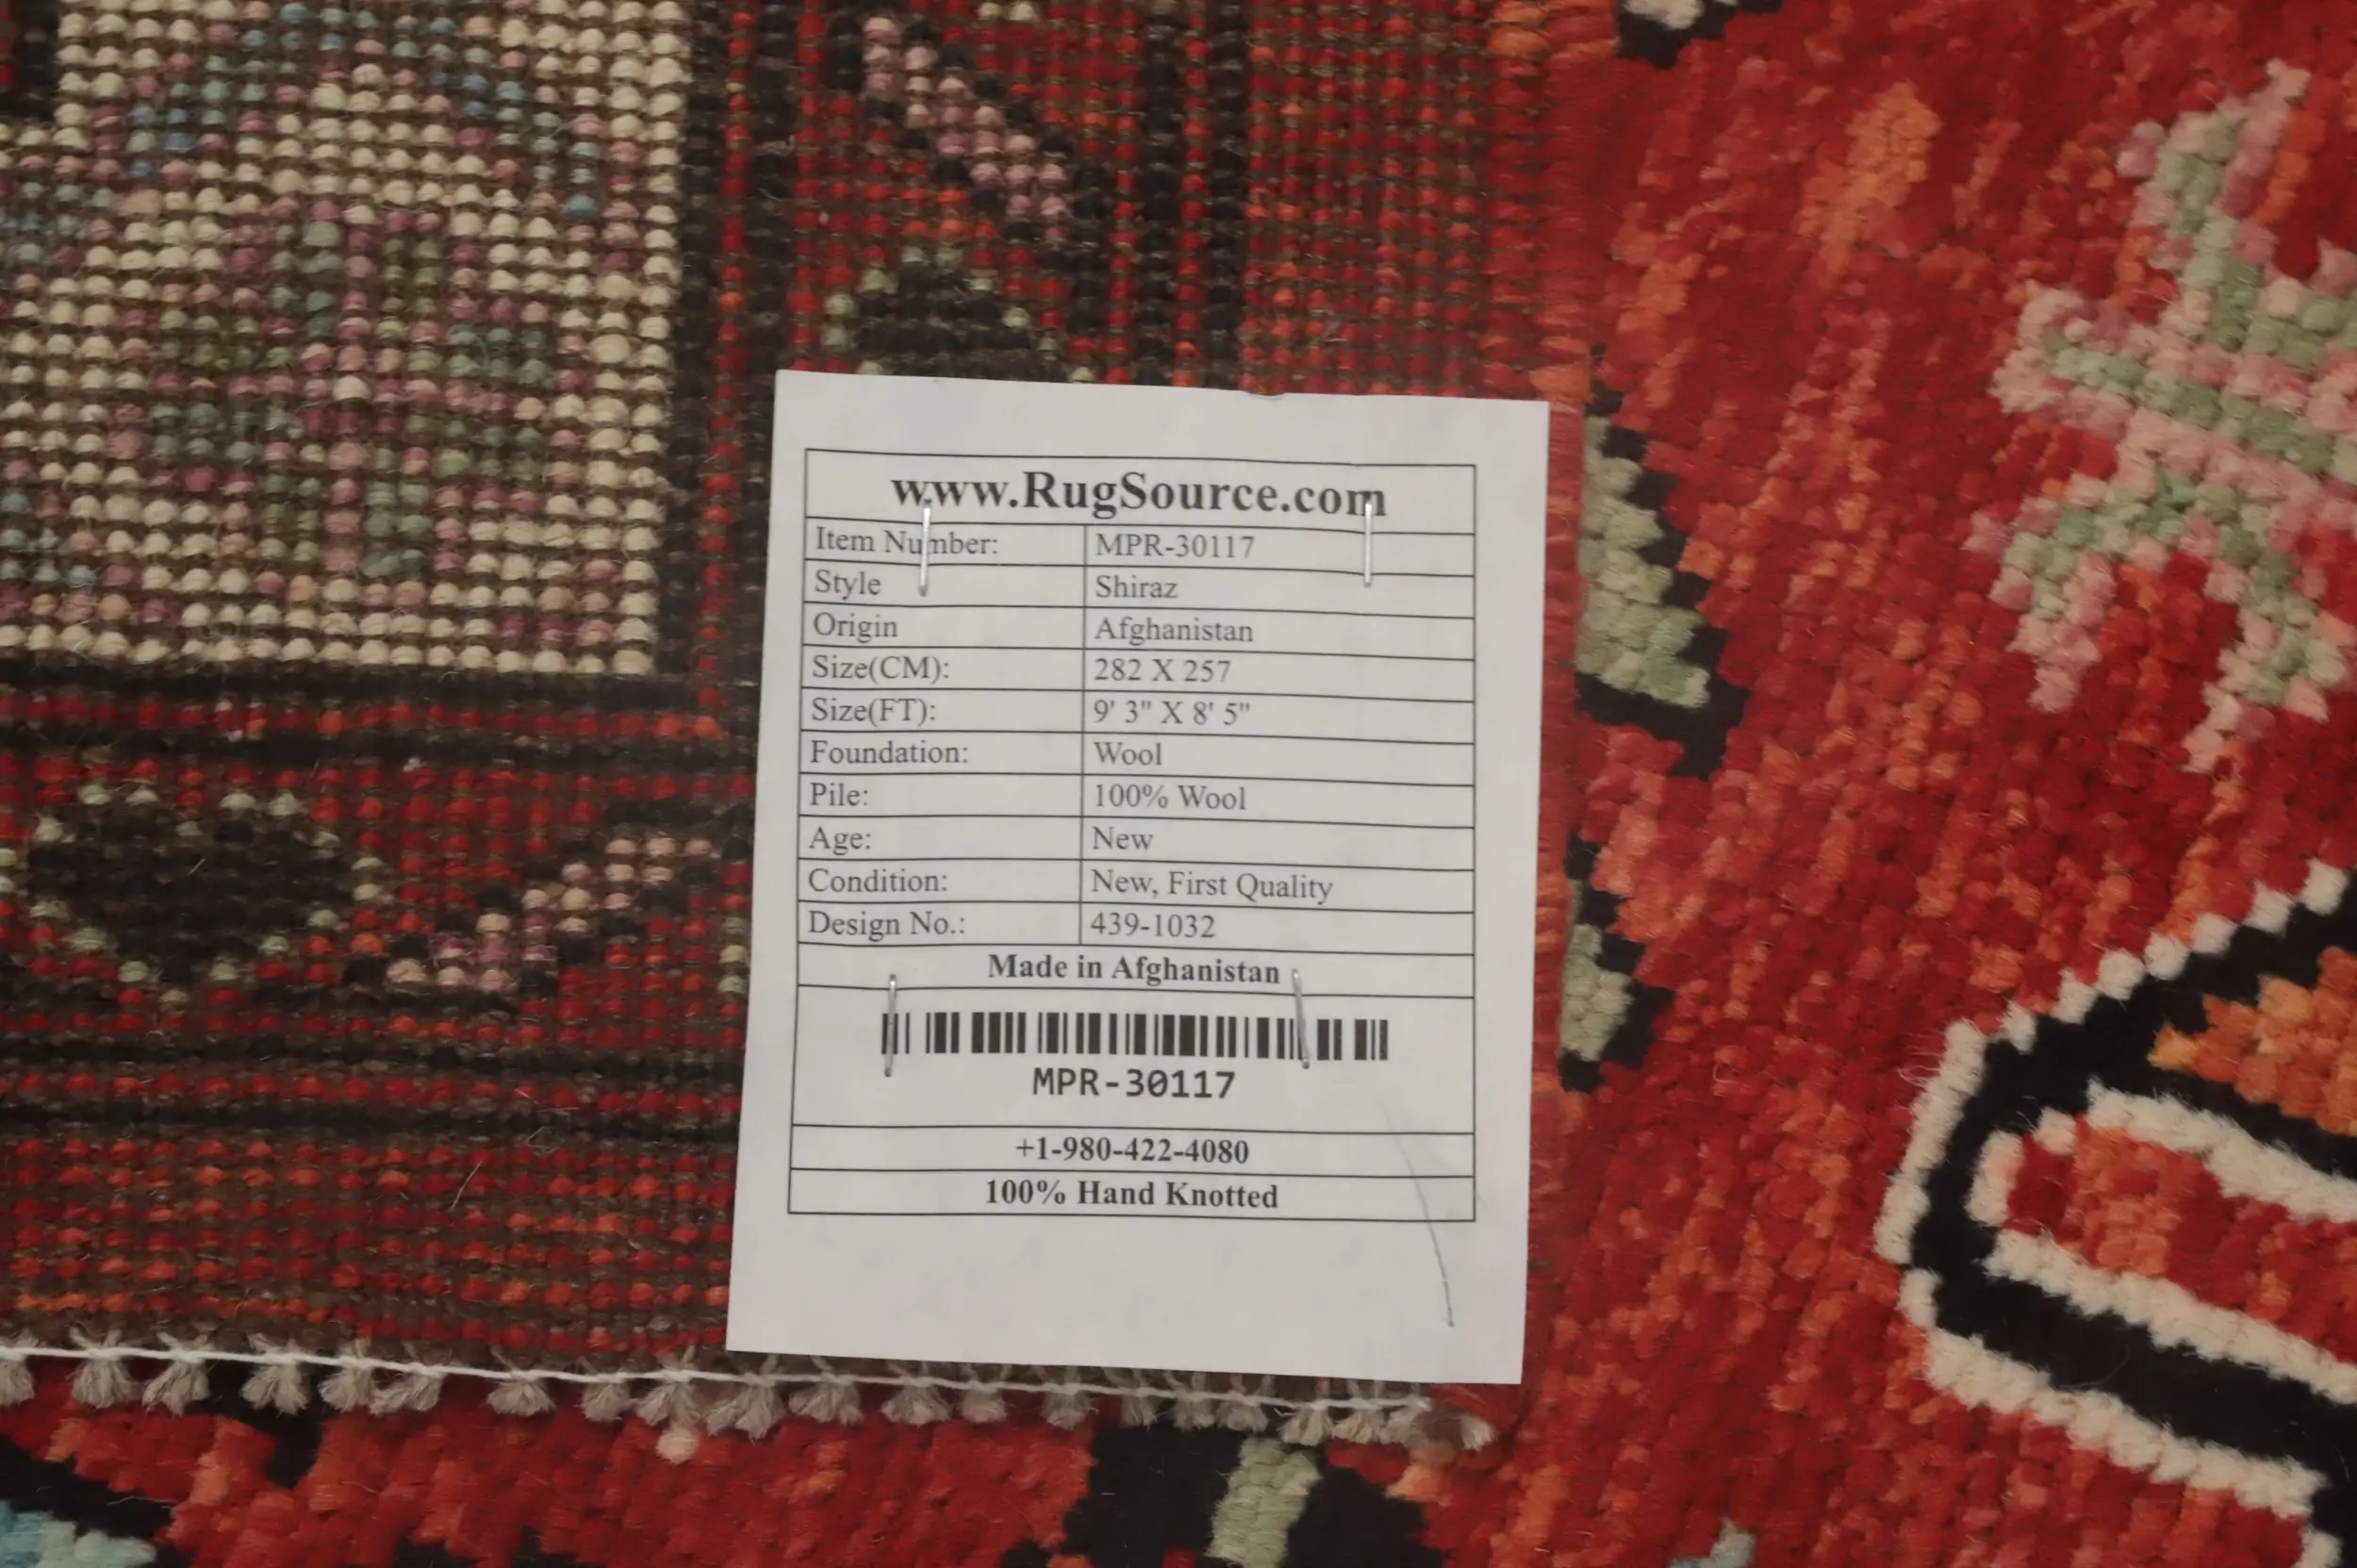 www.RugSource.com
Item Number: MPR-30117
Style Shiraz
Origin Afghanistan
Size(CM): 282 X 257
Size(FT): 9' 3" X 8' 5"
Foundation: Wool
Pile: 100% Wool
Age: New
Condition: New, First Quality
Design No.: 439-1032
Made in Afghanistan
MPR-30117
+1-980-422-4080
100% Hand Knotted